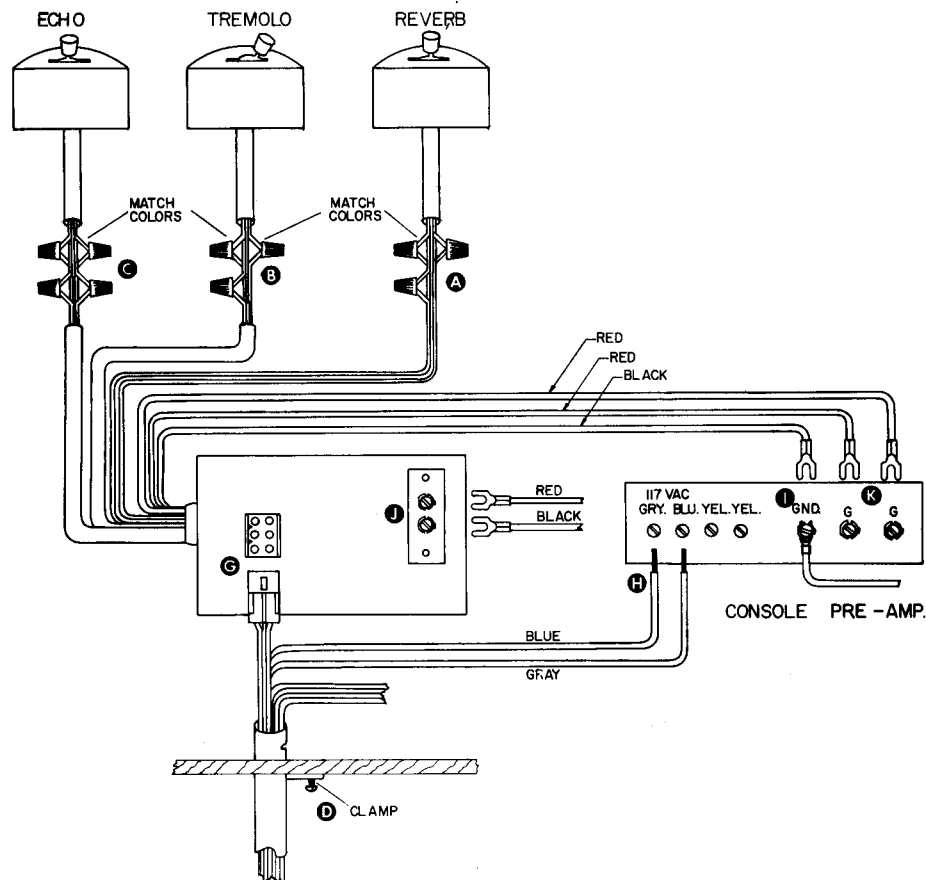 ECHO
TREMOLO
REVERB
MATCH
COLORS
MATCH
COLORS
C
B
A
RED
RED
BLACK
J
RED
BLACK
117 VAC
GRY. BLU. YEL. YEL.
I
GND.
K
G
G
G
H
CONSOLE PRE-AMP.
BLUE
GRAY
D
CLAMP